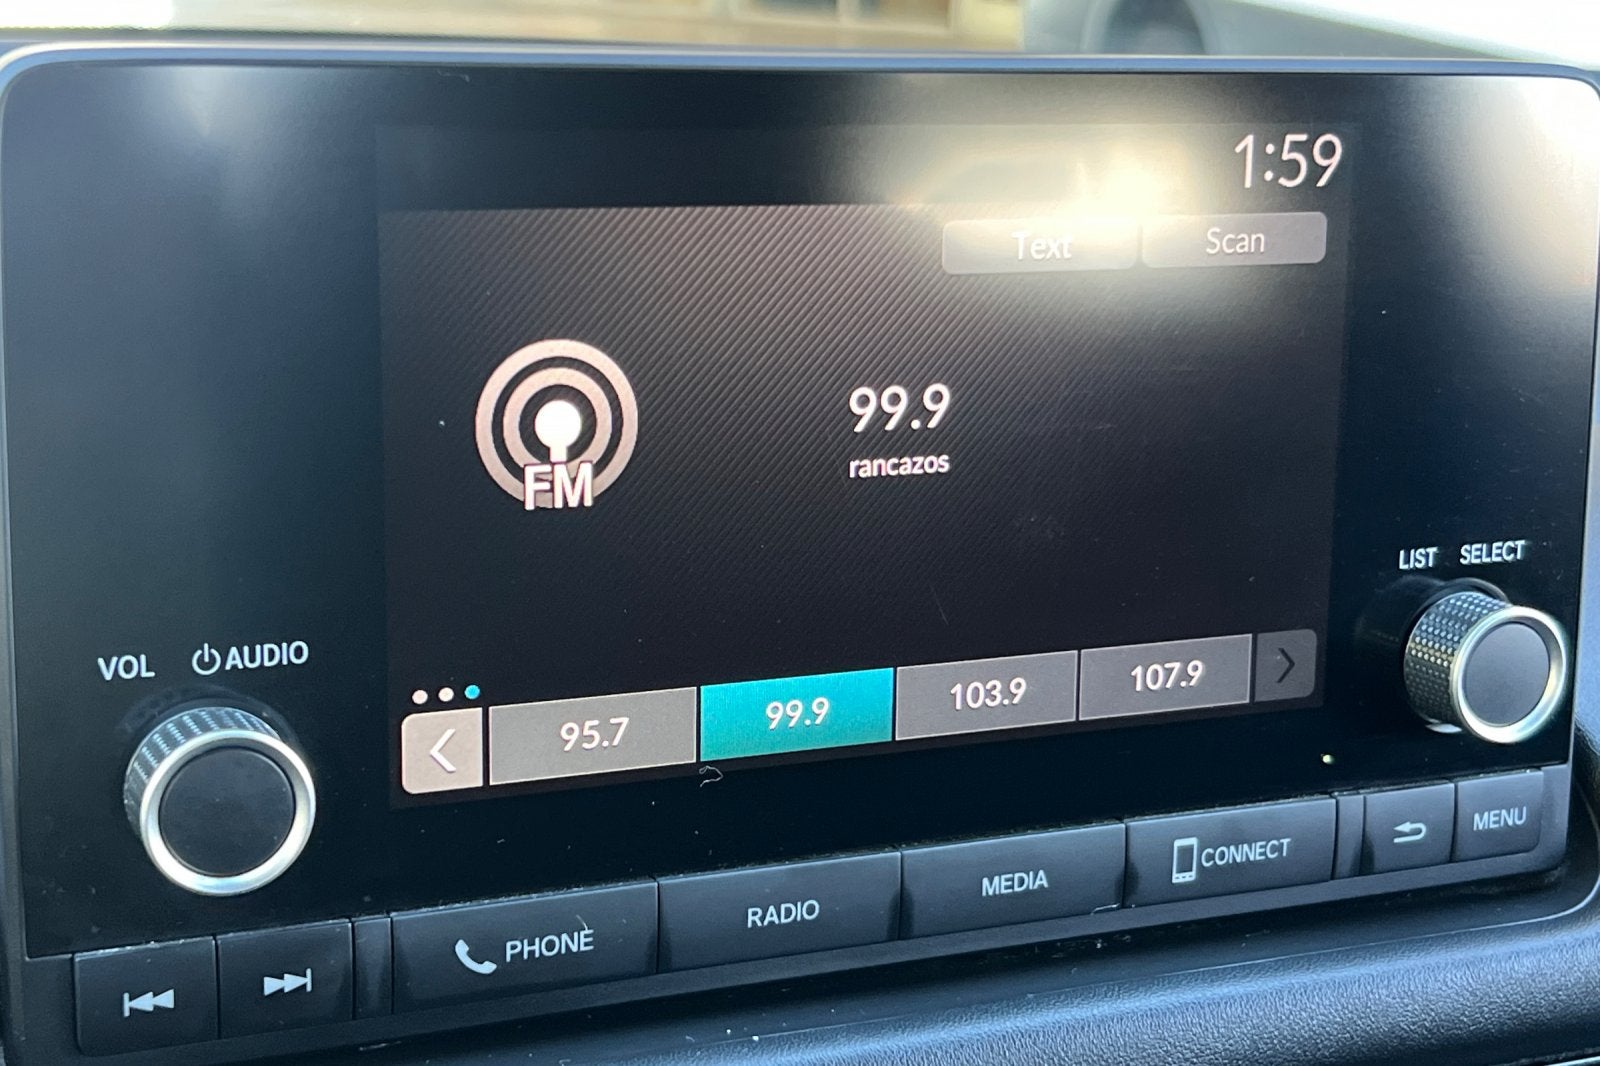 1:59
Text Scan
FM
99.9
rancazos
LIST SELECT
VOL AUDIO
95.7 99.9 103.9 107.9
PHONE RADIO MEDIA CONNECT MENU